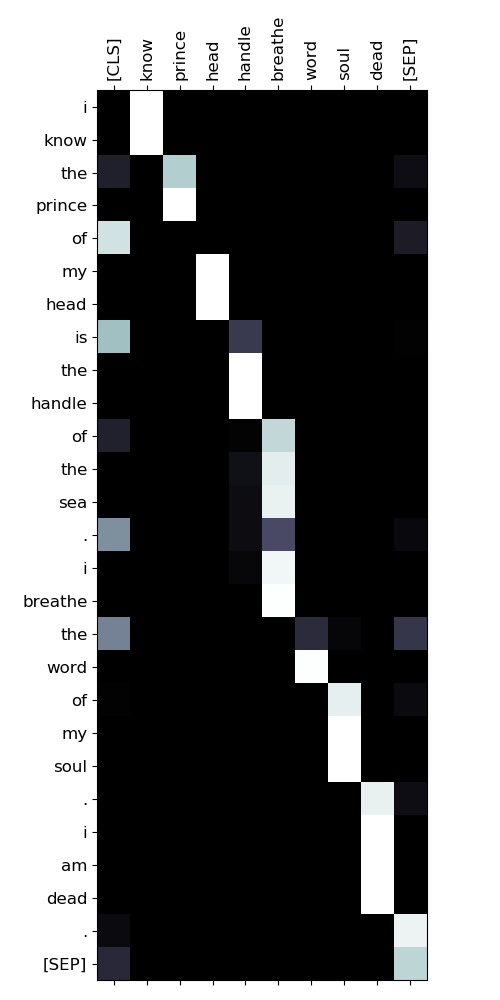 [CLS] know prince head handle breathe word soul dead [SEP]
i
know
the
prince
of
my
head
is
the
handle
of
the
sea
.
i
breathe
the
word
of
my
soul
.
i
am
dead
.
[SEP]